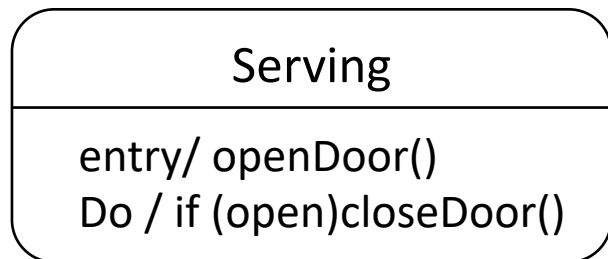 Serving
entry/ openDoor()
Do / if (open)closeDoor()